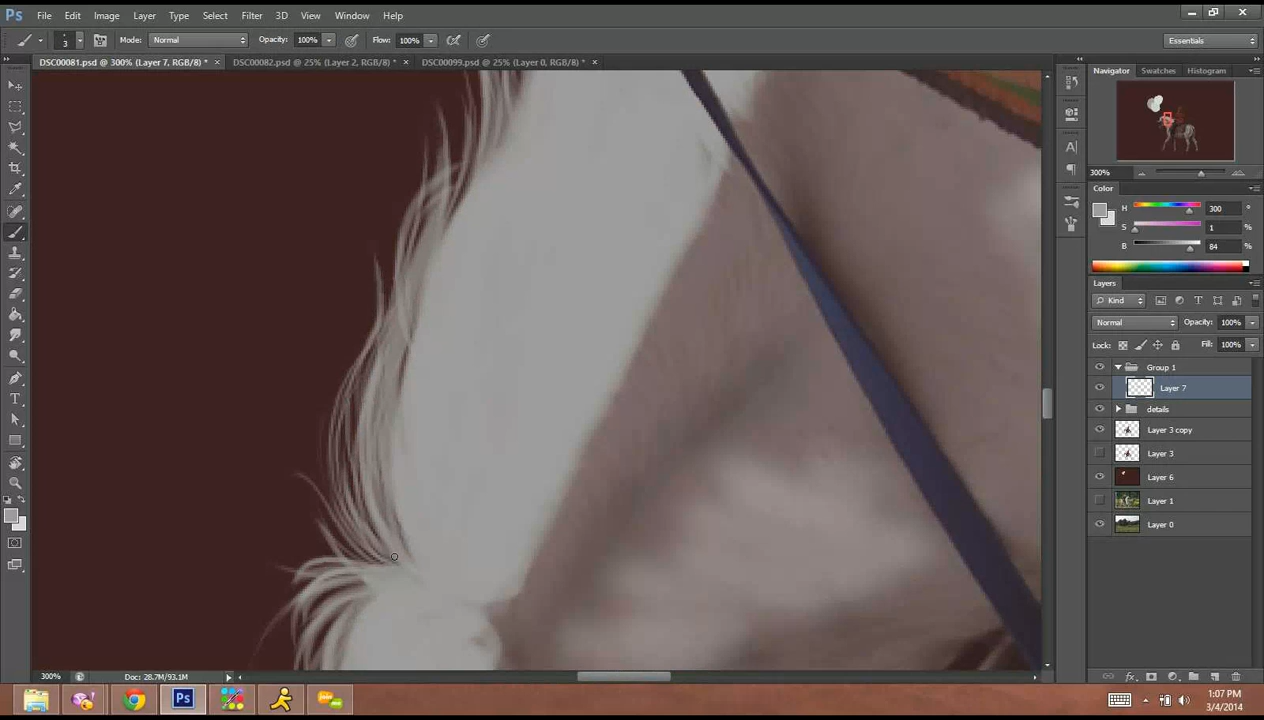 Ps File Edit Image Layer Type Select Filter 3D View Window Help
3 Mode: Normal Opacity: 100% Flow: 100% Essentials
DSC00081.psd @ 300% (Layer 7, RGB/8) * × DSC00082.psd @ 25% (Layer 2, RGB/8) * × DSC00099.psd @ 25% (Layer 0, RGB/8) * ×
Navigator Swatches Histogram
300%
Color
H 300 °
S 1 %
B 84 %
Layers
Kind
Normal Opacity: 100%
Lock: Fill: 100%
Group 1
Layer 7
details
Layer 3 copy
Layer 3
Layer 6
Layer 1
Layer 0
300% Doc: 28.7M/93.1M
Ps
1:07 PM
3/4/2014